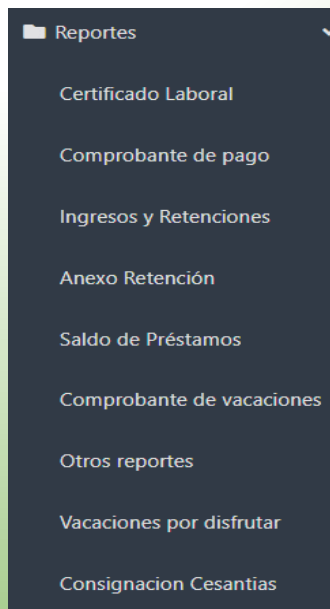 Reportes
Certificado Laboral
Comprobante de pago
Ingresos y Retenciones
Anexo Retención
Saldo de Préstamos
Comprobante de vacaciones
Otros reportes
Vacaciones por disfrutar
Consignacion Cesantias